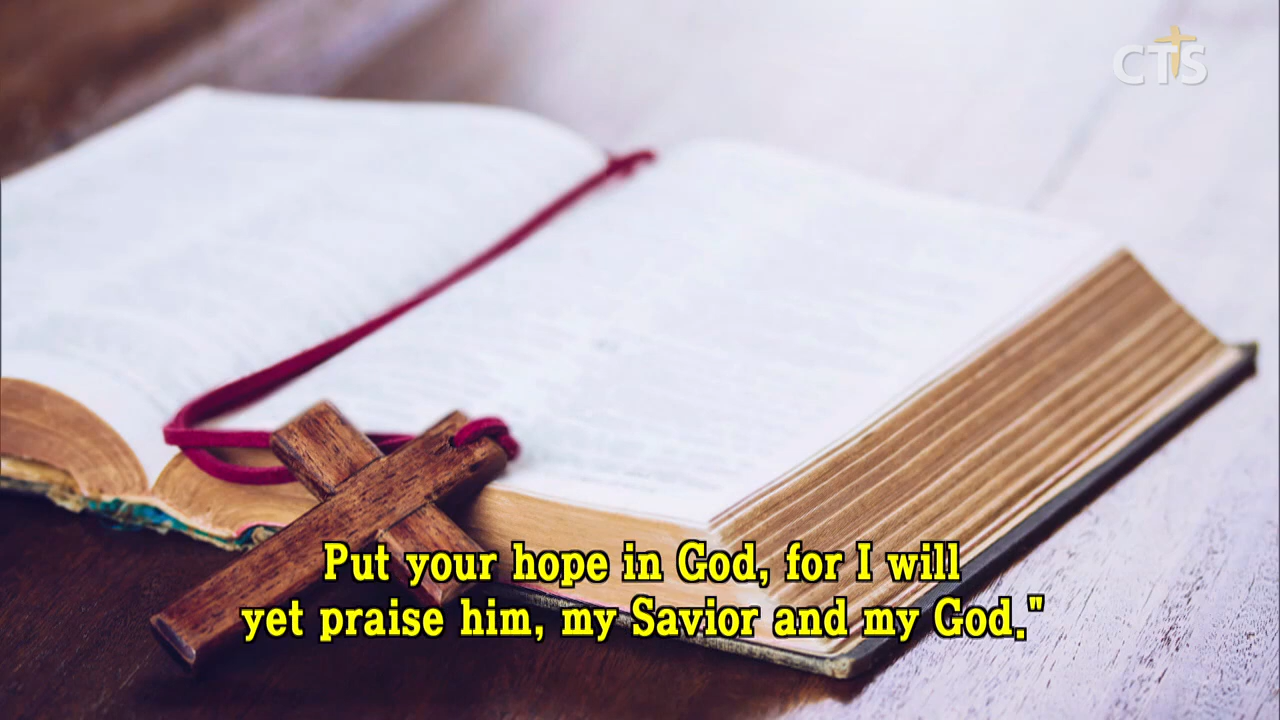 CTS
Put your hope in God, for I will
yet praise him, my Savior and my God."